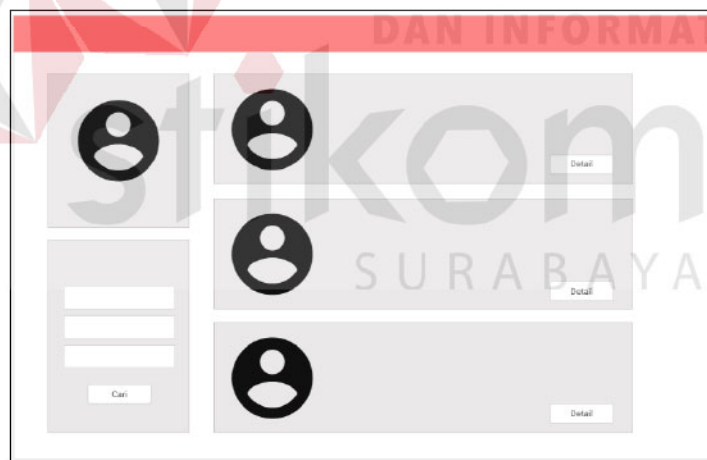 DAN INFORMAT
stikom
SURABAYA
Detail
Detail
Detail
Cari